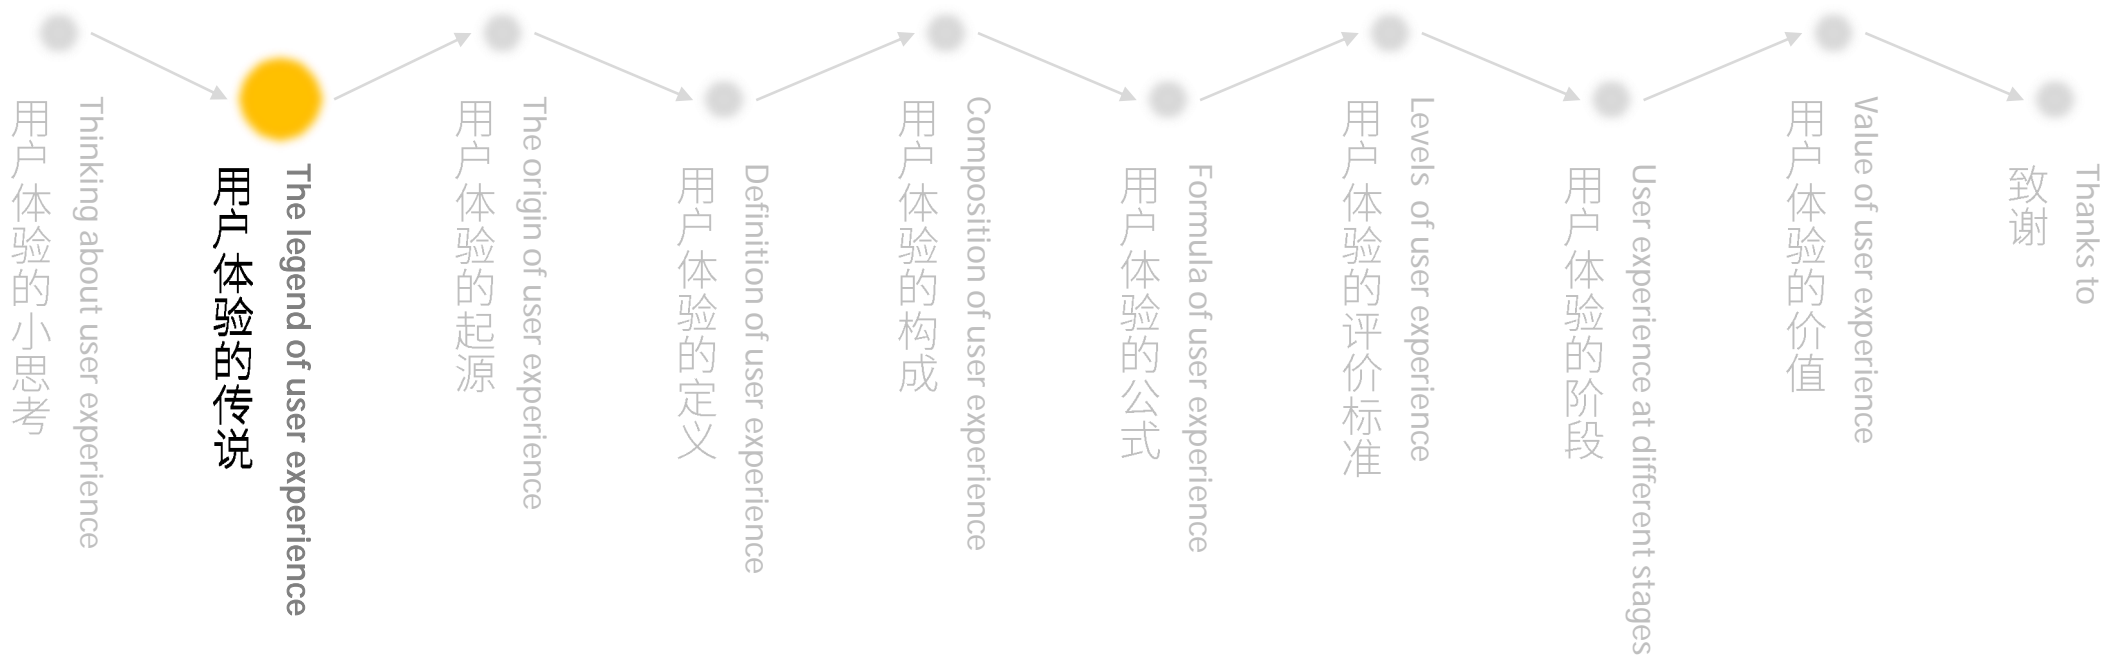 用户体验的小思考
Thinking about user experience
用户体验的传说
The legend of user experience
用户体验的起源
The origin of user experience
用户体验的定义
Definition of user experience
用户体验的构成
Composition of user experience
用户体验的公式
Formula of user experience
用户体验的评价标准
Levels of user experience
用户体验的阶段
User experience at different stages
用户体验的价值
Value of user experience
致谢
Thanks to